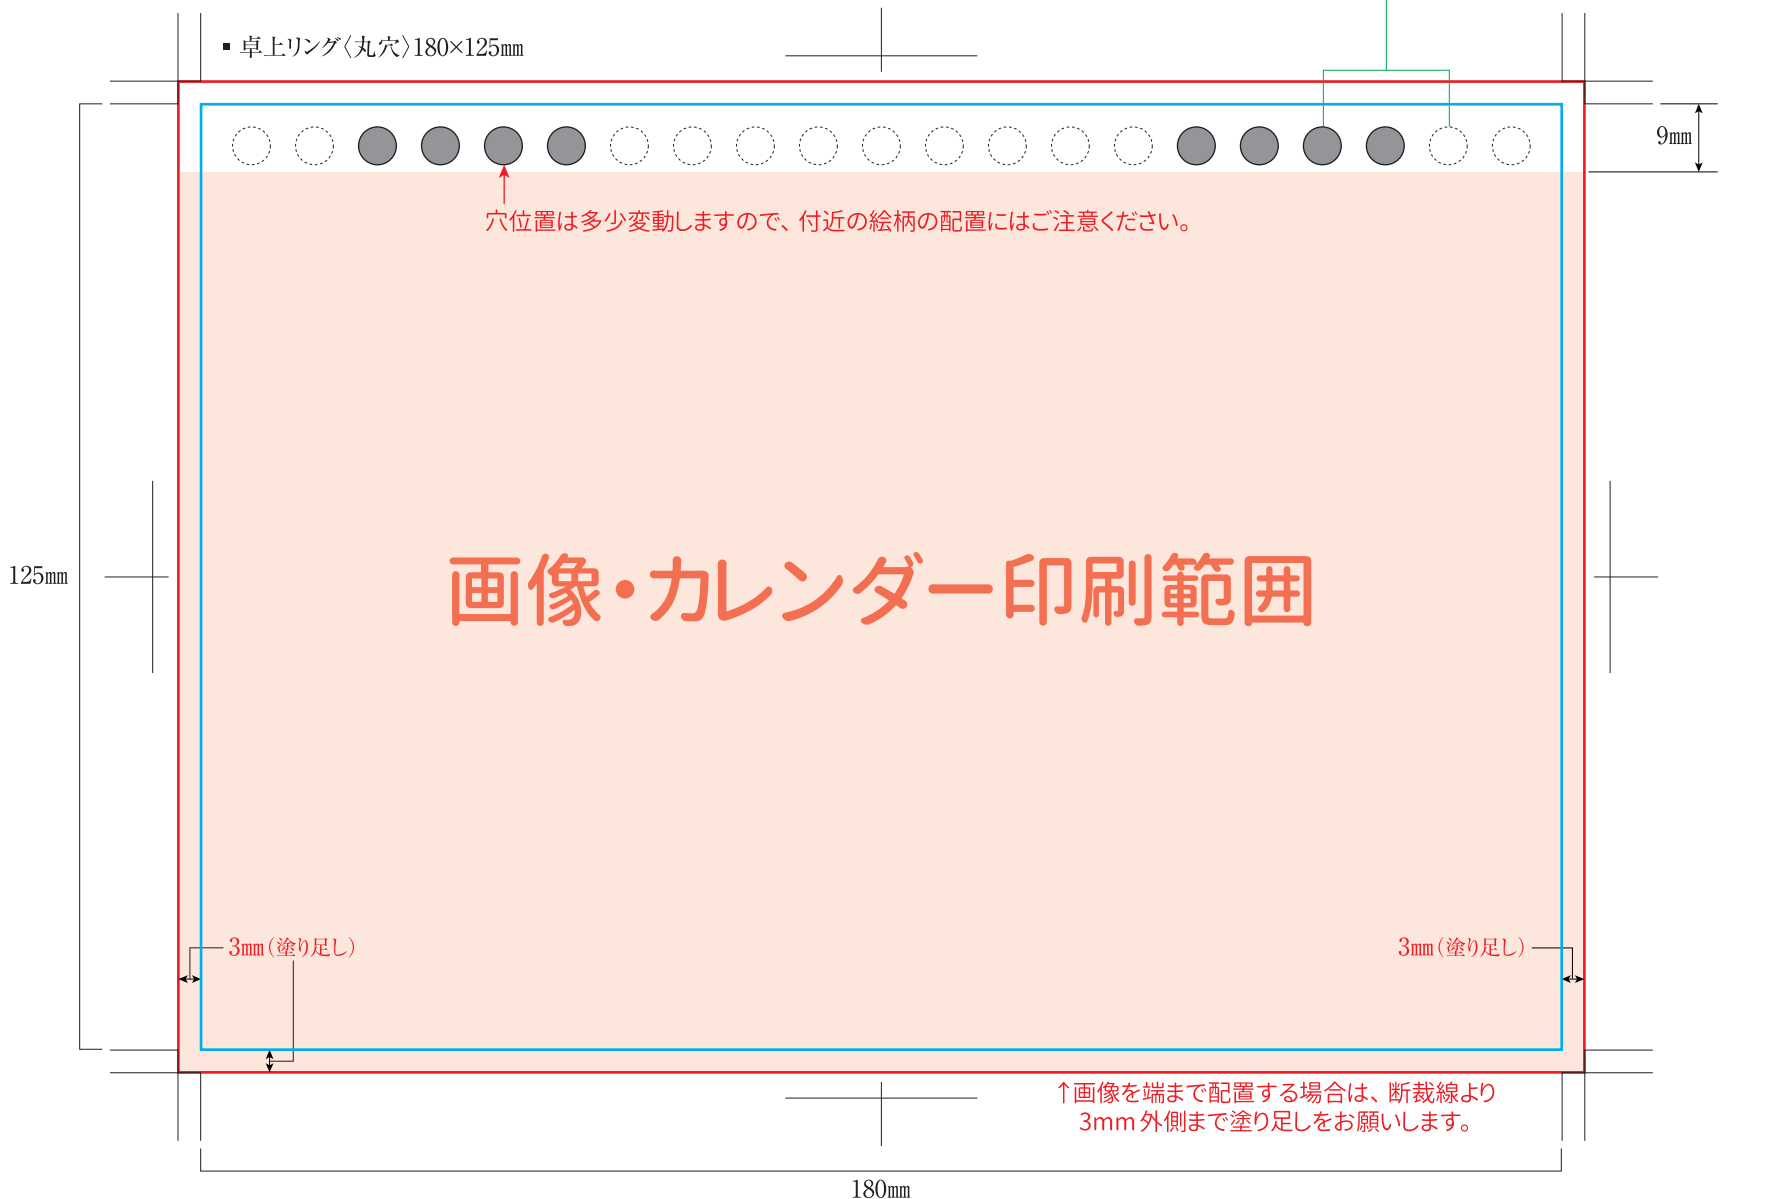 ▪ 卓上リング〈丸穴〉180×125mm
9mm
穴位置は多少変動しますので、付近の絵柄の配置にはご注意ください。
125mm
画像・カレンダー印刷範囲
3mm（塗り足し）
3mm（塗り足し）
↑画像を端まで配置する場合は、断裁線より
3mm 外側まで塗り足しをお願いします。
180mm